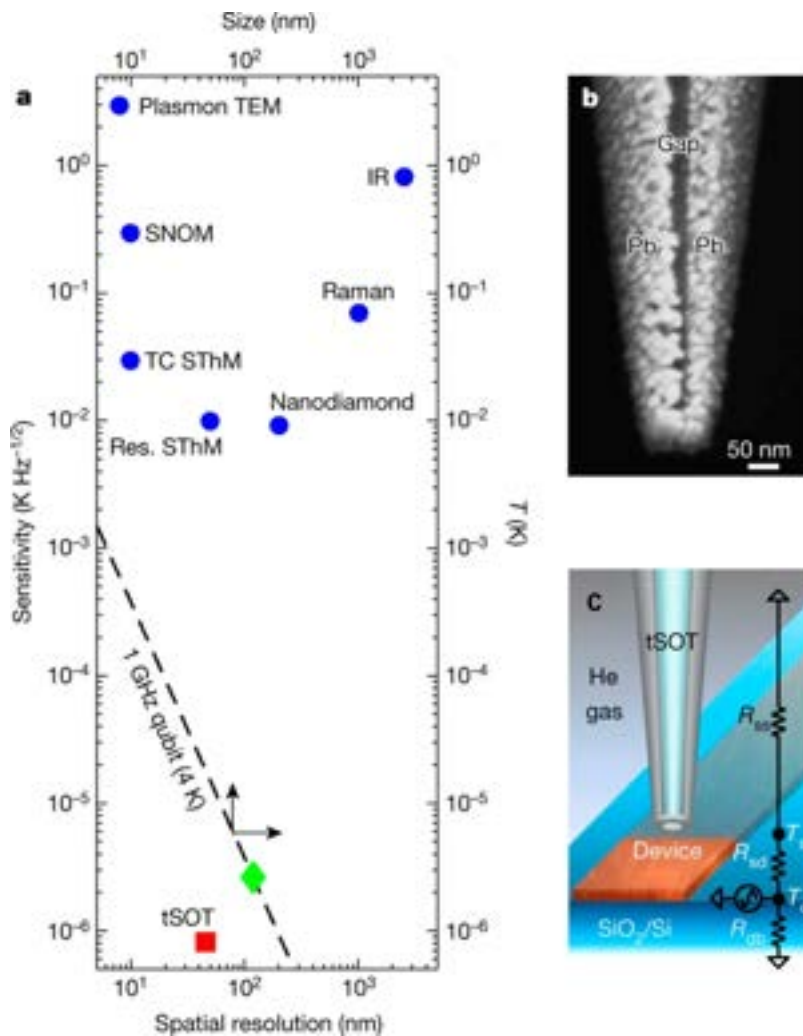 Size (nm)
10¹ 10² 10³
a
Plasmon TEM
10⁰ IR 10⁰
SNOM
10⁻¹ Raman 10⁻¹
TC SThM
Nanodiamond
10⁻² 10⁻²
Res. SThM
Sensitivity (K Hz⁻¹/²)
T (K)
10⁻³ 10⁻³
1 GHz qubit (4 K)
10⁻⁴ 10⁻⁴
10⁻⁵ 10⁻⁵
tSOT
10⁻⁶ 10⁻⁶
10¹ 10² 10³
Spatial resolution (nm)
b
Gap
Pb Pb
50 nm
c
tSOT
He
gas
Device
R_sd
SiO₂/Si
R_db